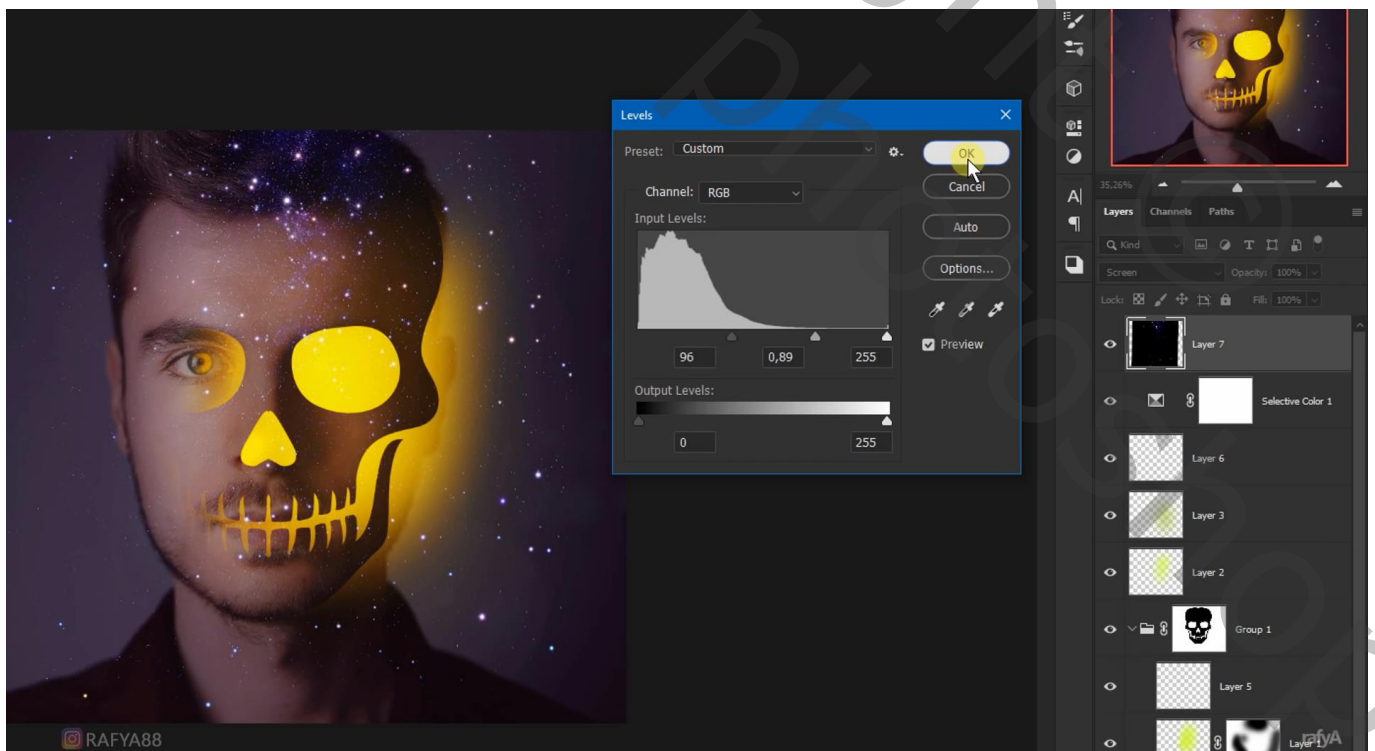 Levels
Preset: Custom
OK
Channel: RGB
Cancel
Input Levels:
Auto
Options...
Preview
96 0,89 255
Output Levels:
0 255
35,26%
Layers Channels Paths
Kind
Screen Opacity: 100%
Lock: Fill: 100%
Layer 7
Selective Color 1
Layer 6
Layer 3
Layer 2
Group 1
Layer 5
Layer 1
rafyA
RAFYA88